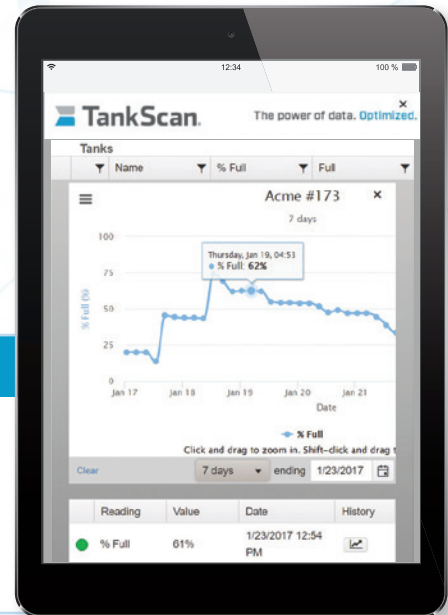 12:34
100 %
TankScan.
The power of data. Optimized.
Tanks
Name
% Full
Full
Acme #173
7 days
100
75
50
25
0
% Full (%)
Thursday, Jan 19, 04:53
% Full: 62%
Jan 17
Jan 18
Jan 19
Jan 20
Jan 21
Date
% Full
Click and drag to zoom in. Shift-click and drag t
Clear
7 days
ending
1/23/2017
Reading
Value
Date
History
% Full
61%
1/23/2017 12:54
PM